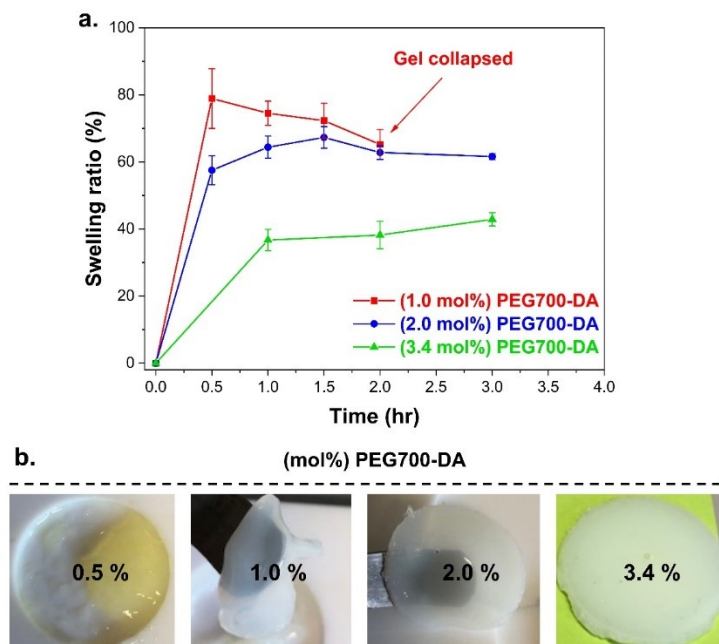 a.
100
80
60
40
20
0
Swelling ratio (%)
Gel collapsed
(1.0 mol%) PEG700-DA
(2.0 mol%) PEG700-DA
(3.4 mol%) PEG700-DA
0.0 0.5 1.0 1.5 2.0 2.5 3.0 3.5 4.0
Time (hr)
b.
(mol%) PEG700-DA
0.5 % 1.0 % 2.0 % 3.4 %